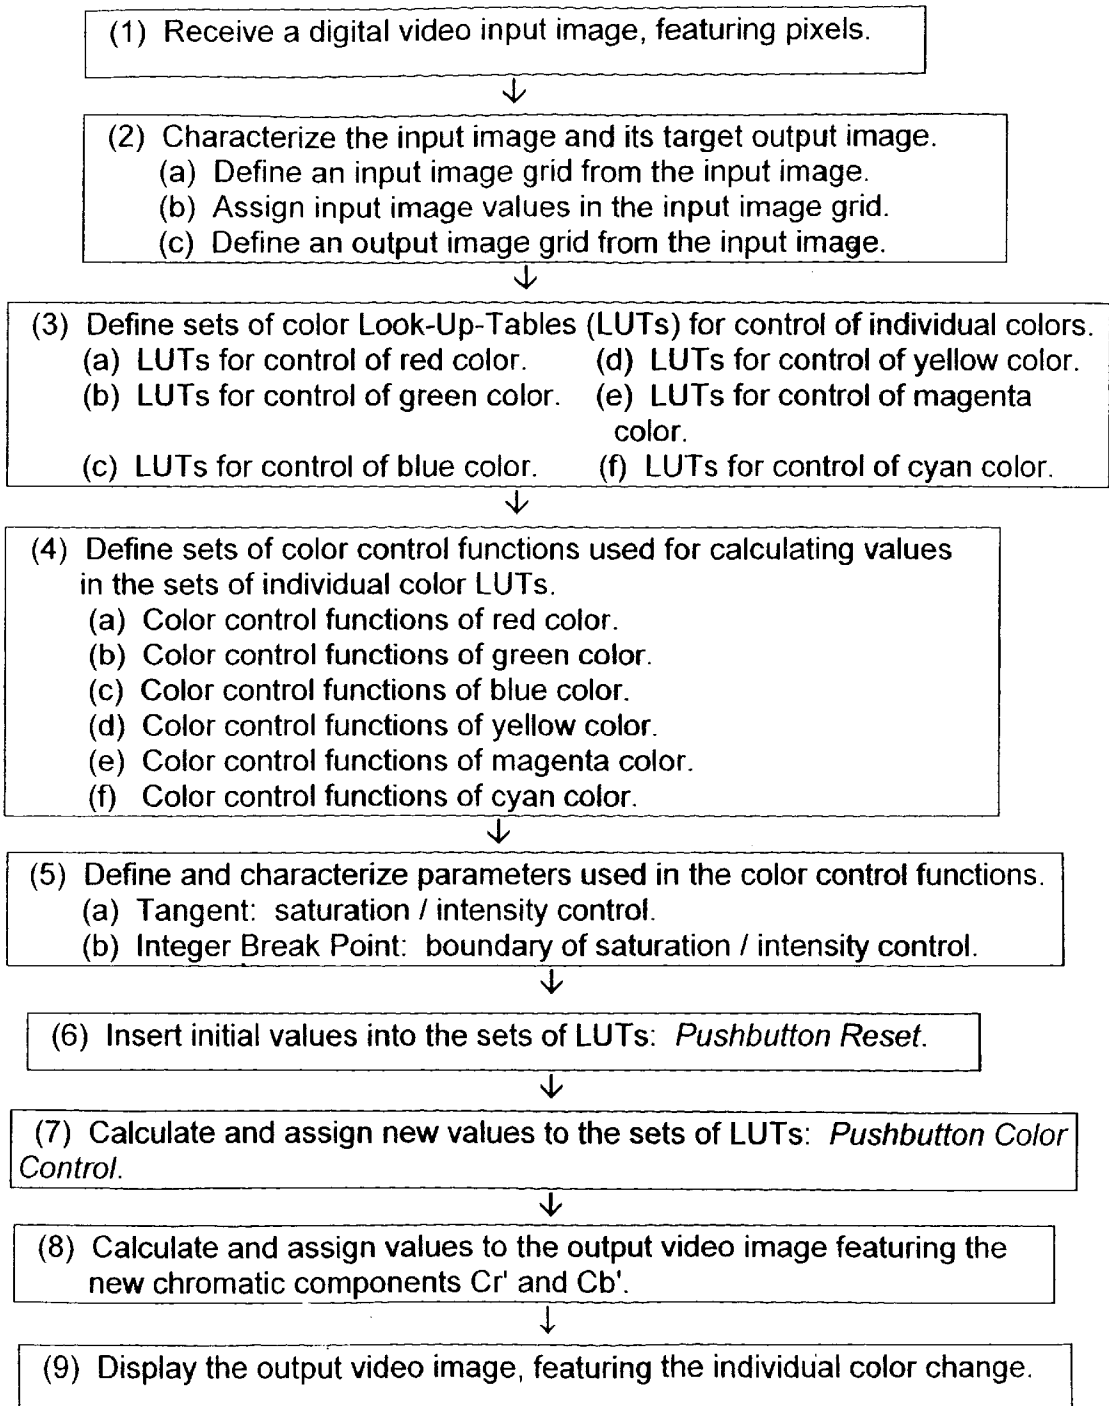 (1) Receive a digital video input image, featuring pixels.
(2) Characterize the input image and its target output image.
(a) Define an input image grid from the input image.
(b) Assign input image values in the input image grid.
(c) Define an output image grid from the input image.
(3) Define sets of color Look-Up-Tables (LUTs) for control of individual colors.
(a) LUTs for control of red color. (d) LUTs for control of yellow color.
(b) LUTs for control of green color. (e) LUTs for control of magenta
color.
(c) LUTs for control of blue color. (f) LUTs for control of cyan color.
(4) Define sets of color control functions used for calculating values
in the sets of individual color LUTs.
(a) Color control functions of red color.
(b) Color control functions of green color.
(c) Color control functions of blue color.
(d) Color control functions of yellow color.
(e) Color control functions of magenta color.
(f) Color control functions of cyan color.
(5) Define and characterize parameters used in the color control functions.
(a) Tangent: saturation / intensity control.
(b) Integer Break Point: boundary of saturation / intensity control.
(6) Insert initial values into the sets of LUTs: Pushbutton Reset.
(7) Calculate and assign new values to the sets of LUTs: Pushbutton Color
Control.
(8) Calculate and assign values to the output video image featuring the
new chromatic components Cr' and Cb'.
(9) Display the output video image, featuring the individual color change.